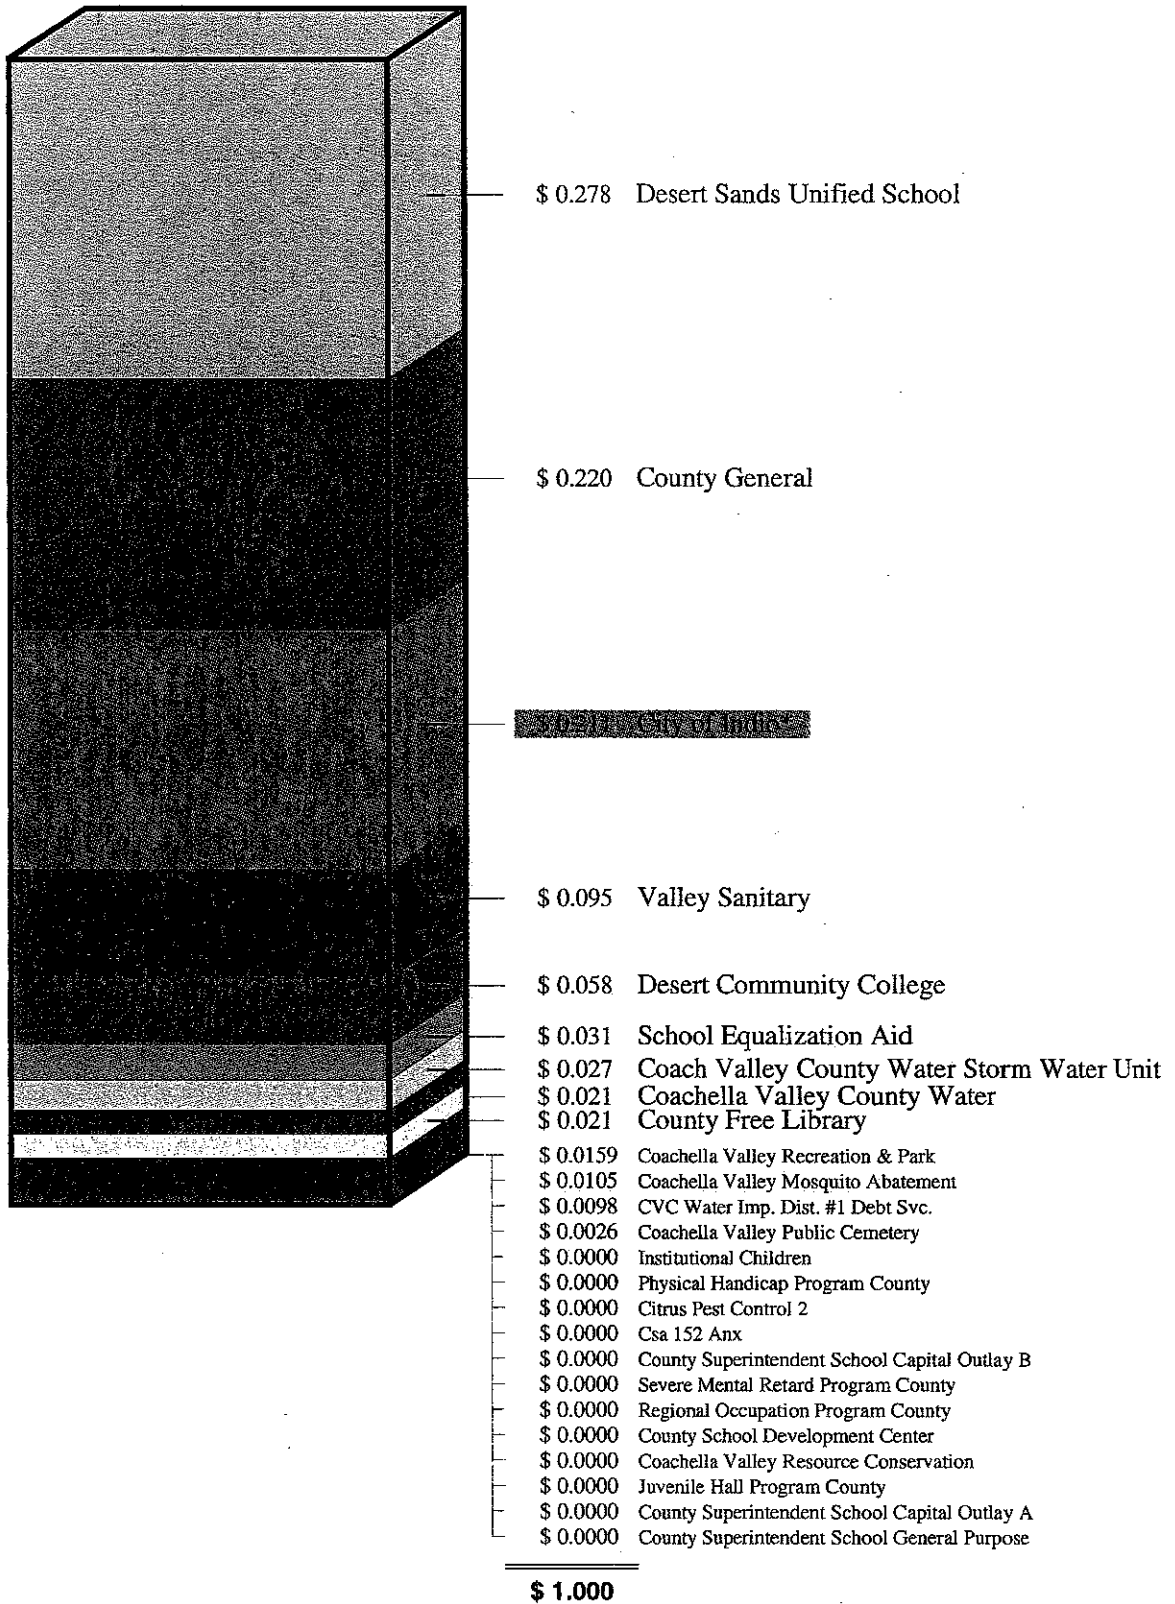 $ 0.278 Desert Sands Unified School
$ 0.220 County General
$ 0.211 City of Indio*
$ 0.095 Valley Sanitary
$ 0.058 Desert Community College
$ 0.031 School Equalization Aid
$ 0.027 Coach Valley County Water Storm Water Unit
$ 0.021 Coachella Valley County Water
$ 0.021 County Free Library
$ 0.0159 Coachella Valley Recreation & Park
$ 0.0105 Coachella Valley Mosquito Abatement
$ 0.0098 CVC Water Imp. Dist. #1 Debt Svc.
$ 0.0026 Coachella Valley Public Cemetery
$ 0.0000 Institutional Children
$ 0.0000 Physical Handicap Program County
$ 0.0000 Citrus Pest Control 2
$ 0.0000 Csa 152 Anx
$ 0.0000 County Superintendent School Capital Outlay B
$ 0.0000 Severe Mental Retard Program County
$ 0.0000 Regional Occupation Program County
$ 0.0000 County School Development Center
$ 0.0000 Coachella Valley Resource Conservation
$ 0.0000 Juvenile Hall Program County
$ 0.0000 County Superintendent School Capital Outlay A
$ 0.0000 County Superintendent School General Purpose
$ 1.000